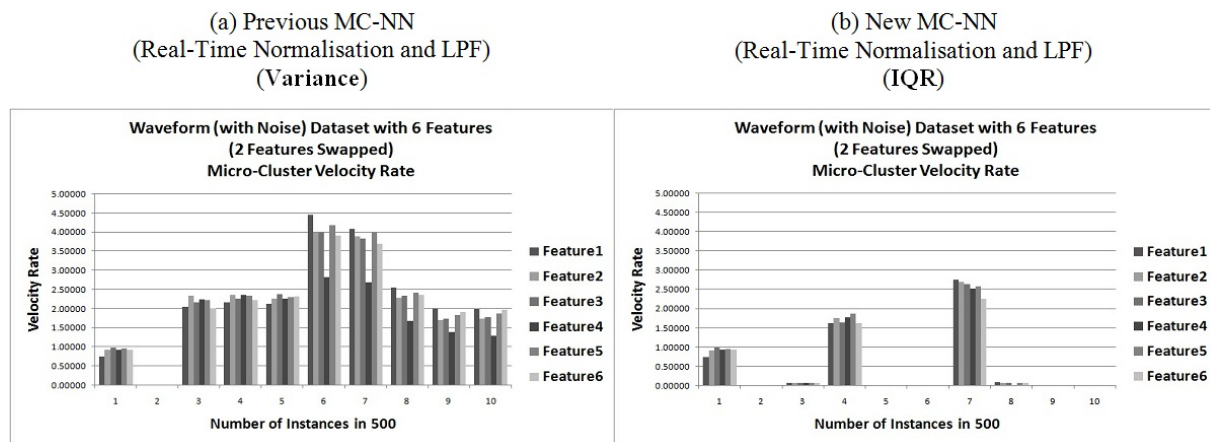 (a) Previous MC-NN
(Real-Time Normalisation and LPF)
(Variance)
Waveform (with Noise) Dataset with 6 Features
(2 Features Swapped)
Micro-Cluster Velocity Rate
Velocity Rate
5.00000
4.50000
4.00000
3.50000
3.00000
2.50000
2.00000
1.50000
1.00000
0.50000
0.00000
1 2 3 4 5 6 7 8 9 10
Number of Instances in 500
Feature1
Feature2
Feature3
Feature4
Feature5
Feature6
(b) New MC-NN
(Real-Time Normalisation and LPF)
(IQR)
Waveform (with Noise) Dataset with 6 Features
(2 Features Swapped)
Micro-Cluster Velocity Rate
Velocity Rate
5.00000
4.50000
4.00000
3.50000
3.00000
2.50000
2.00000
1.50000
1.00000
0.50000
0.00000
1 2 3 4 5 6 7 8 9 10
Number of Instances in 500
Feature1
Feature2
Feature3
Feature4
Feature5
Feature6